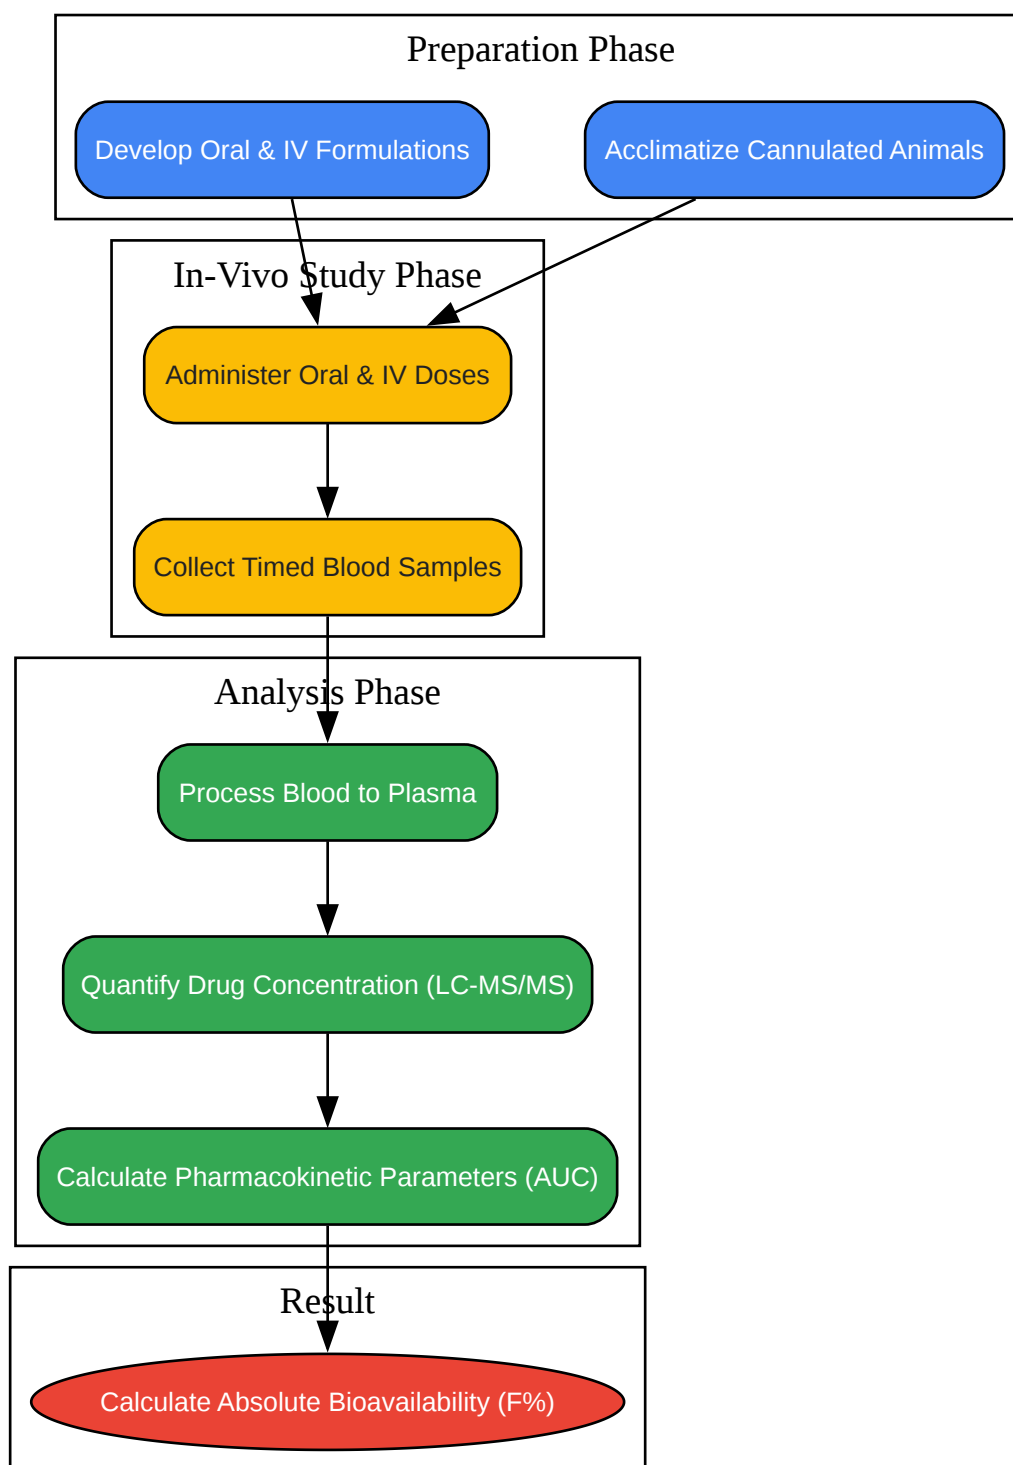 Preparation Phase
Develop Oral & IV Formulations
Acclimatize Cannulated Animals
In-Vivo Study Phase
Administer Oral & IV Doses
Collect Timed Blood Samples
Analysis Phase
Process Blood to Plasma
Quantify Drug Concentration (LC-MS/MS)
Calculate Pharmacokinetic Parameters (AUC)
Result
Calculate Absolute Bioavailability (F%)